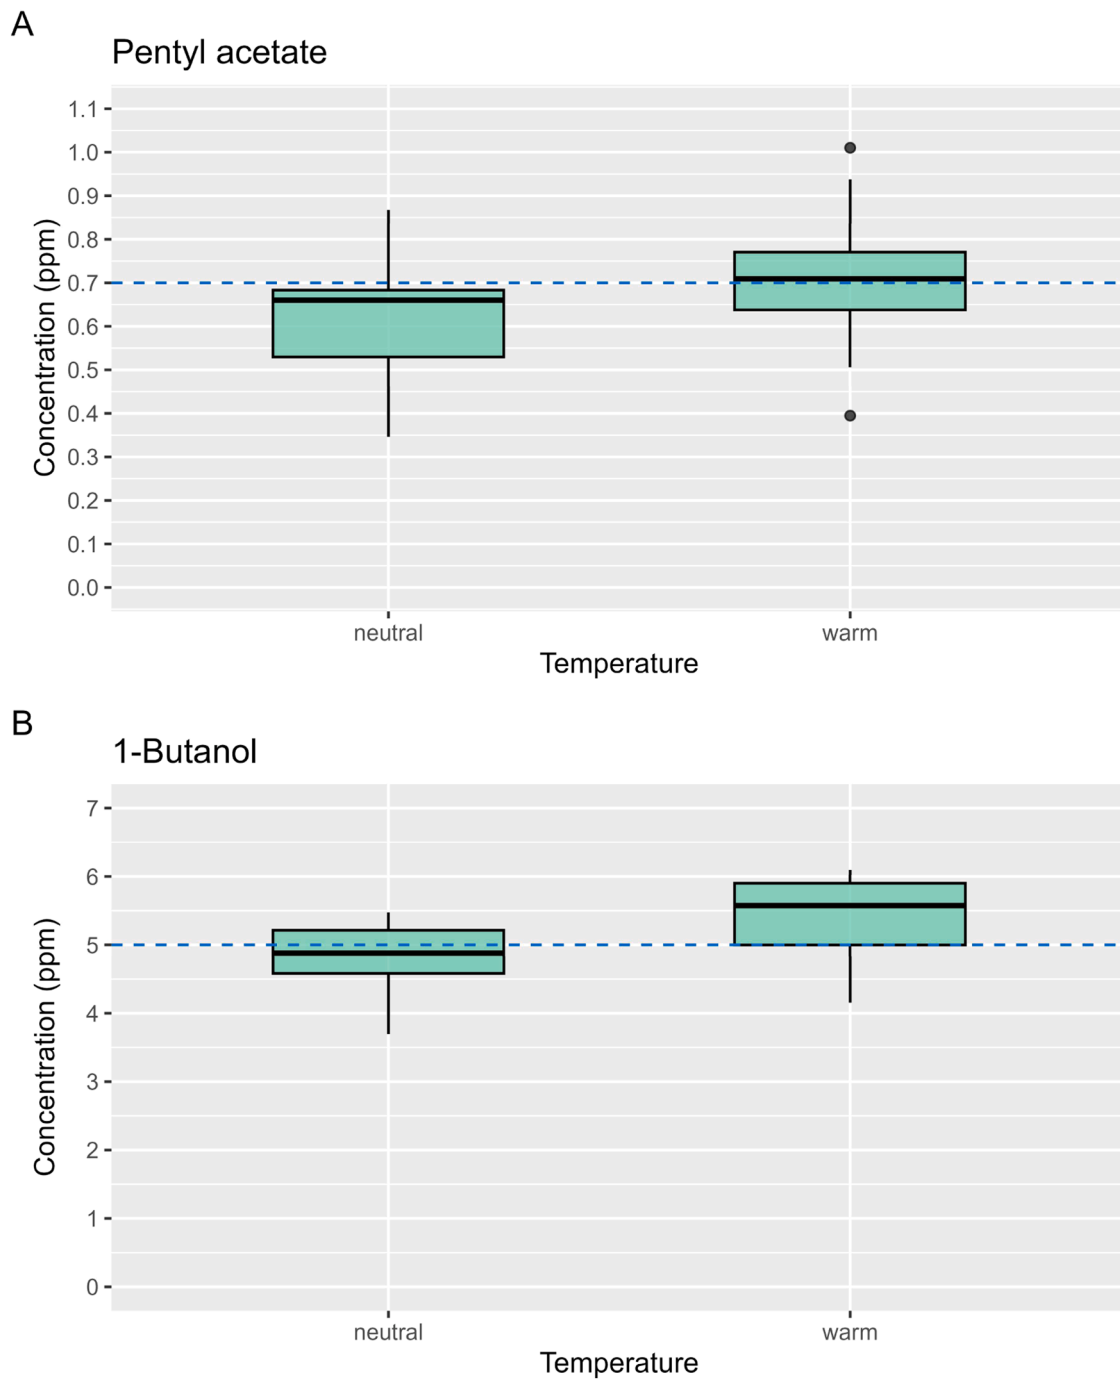 A
Pentyl acetate
Concentration (ppm)
1.1
1.0
0.9
0.8
0.7
0.6
0.5
0.4
0.3
0.2
0.1
0.0
neutral warm
Temperature
B
1-Butanol
Concentration (ppm)
7
6
5
4
3
2
1
0
neutral warm
Temperature